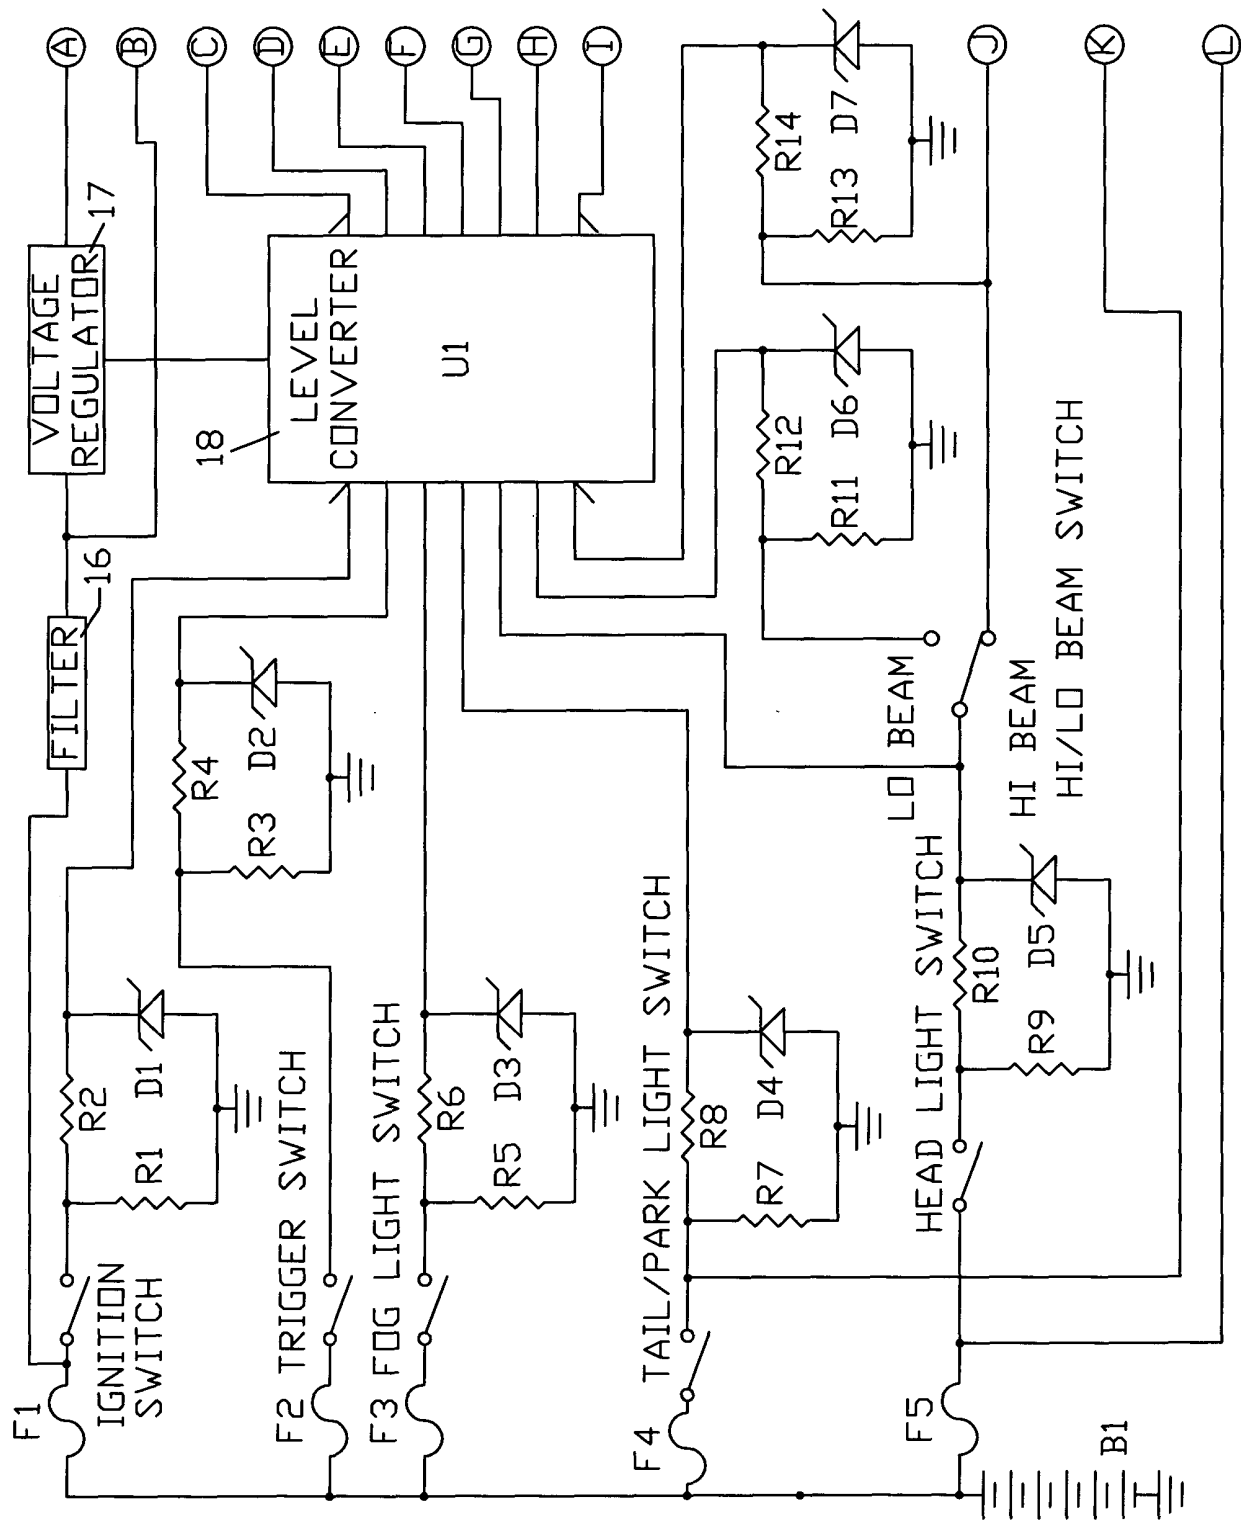 A
B
C
D
E
F
G
H
I
J
K
L
VOLTAGE
REGULATOR
17
FILTER
16
18
LEVEL
CONVERTER
U1
F1
IGNITION
SWITCH
R2
R1
D1
F2
TRIGGER SWITCH
R4
R3
D2
F3
FOG LIGHT SWITCH
R6
R5
D3
F4
TAIL/PARK LIGHT SWITCH
R8
R7
D4
F5
HEAD LIGHT SWITCH
R10
R9
D5
LO BEAM
HI BEAM
HI/LO BEAM SWITCH
R12
R11
D6
R14
R13
D7
B1